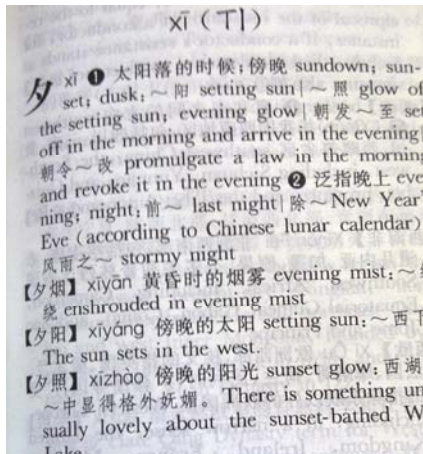 xī（ㄒㄧ）
夕 xī ❶ 太阳落的时候；傍晚 sundown; sun-
set; dusk:～阳 setting sun|～照 glow of
the setting sun; evening glow|朝发～至 set
off in the morning and arrive in the evening|
朝令～改 promulgate a law in the morning
and revoke it in the evening ❷ 泛指晚上 eve-
ning; night:前～ last night|除～New Year'
Eve (according to Chinese lunar calendar)
风雨之～ stormy night
【夕烟】xīyān 黄昏时的烟雾 evening mist:～
绕 enshrouded in evening mist
【夕阳】xīyáng 傍晚的太阳 setting sun:～西下
The sun sets in the west.
【夕照】xīzhào 傍晚的阳光 sunset glow:西湖
～中显得格外妩媚。There is something un
sually lovely about the sunset-bathed W
Lake